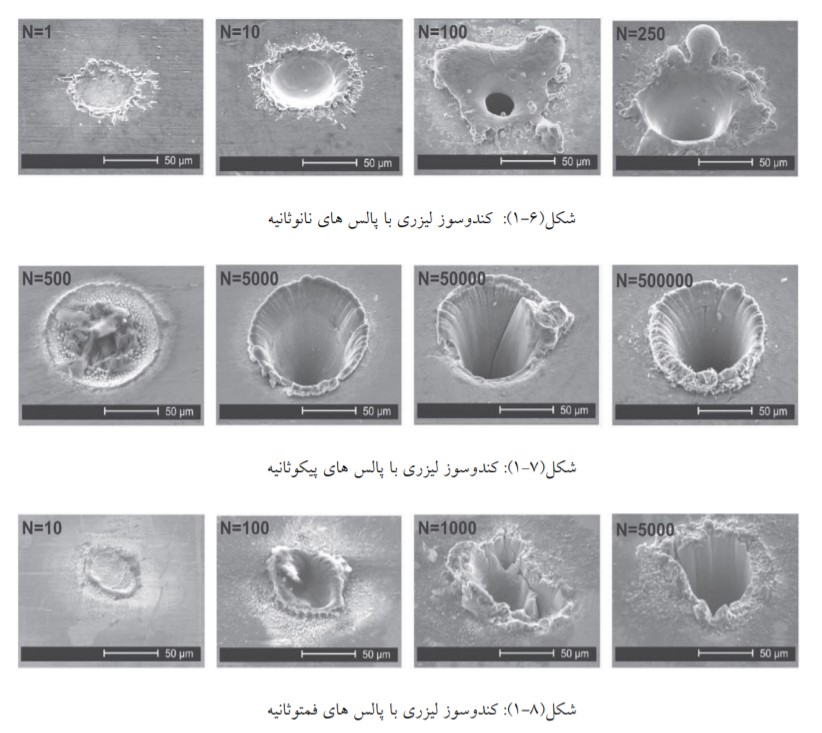 N=1 N=10 N=100 N=250
50 µm 50 µm 50 µm 50 µm
شکل(۶-۱): کندوسوز لیزری با پالس های نانوثانیه
N=500 N=5000 N=50000 N=500000
50 µm 50 µm 50 µm 50 µm
شکل(۷-۱): کندوسوز لیزری با پالس های پیکوثانیه
N=10 N=100 N=1000 N=5000
50 µm 50 µm 50 µm 50 µm
شکل(۸-۱): کندوسوز لیزری با پالس های فمتوثانیه